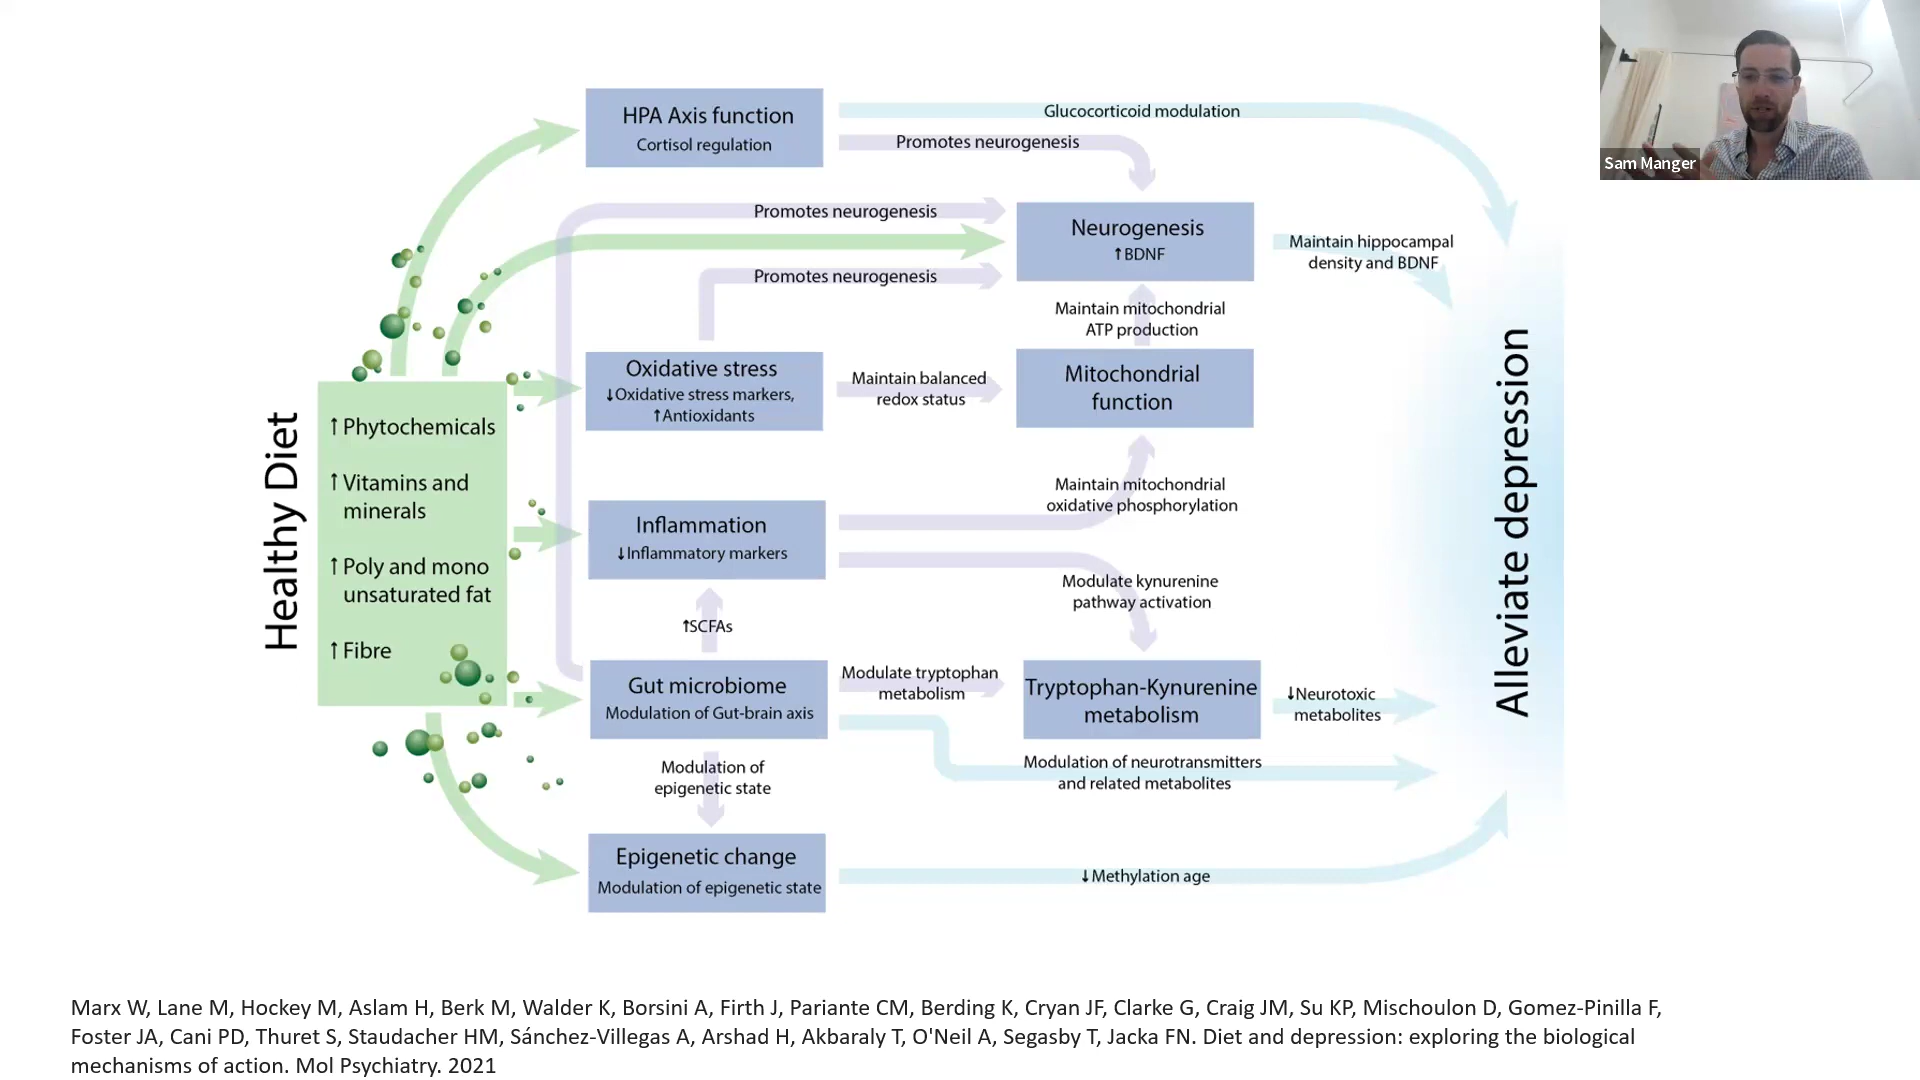 HPA Axis function
Cortisol regulation
Glucocorticoid modulation
Promotes neurogenesis
Sam Manger
Promotes neurogenesis
Promotes neurogenesis
Neurogenesis
↑BDNF
Maintain hippocampal
density and BDNF
Maintain mitochondrial
ATP production
Healthy Diet
↑Phytochemicals
↑Vitamins and
minerals
↑Poly and mono
unsaturated fat
↑Fibre
Oxidative stress
↓Oxidative stress markers,
↑Antioxidants
Maintain balanced
redox status
Mitochondrial
function
Inflammation
↓Inflammatory markers
Maintain mitochondrial
oxidative phosphorylation
Modulate kynurenine
pathway activation
↑SCFAs
Gut microbiome
Modulation of Gut-brain axis
Modulate tryptophan
metabolism
Tryptophan-Kynurenine
metabolism
↓Neurotoxic
metabolites
Modulation of neurotransmitters
and related metabolites
Modulation of
epigenetic state
Epigenetic change
Modulation of epigenetic state
↓Methylation age
Alleviate depression
Marx W, Lane M, Hockey M, Aslam H, Berk M, Walder K, Borsini A, Firth J, Pariante CM, Berding K, Cryan JF, Clarke G, Craig JM, Su KP, Mischoulon D, Gomez-Pinilla F,
Foster JA, Cani PD, Thuret S, Staudacher HM, Sánchez-Villegas A, Arshad H, Akbaraly T, O'Neil A, Segasby T, Jacka FN. Diet and depression: exploring the biological
mechanisms of action. Mol Psychiatry. 2021